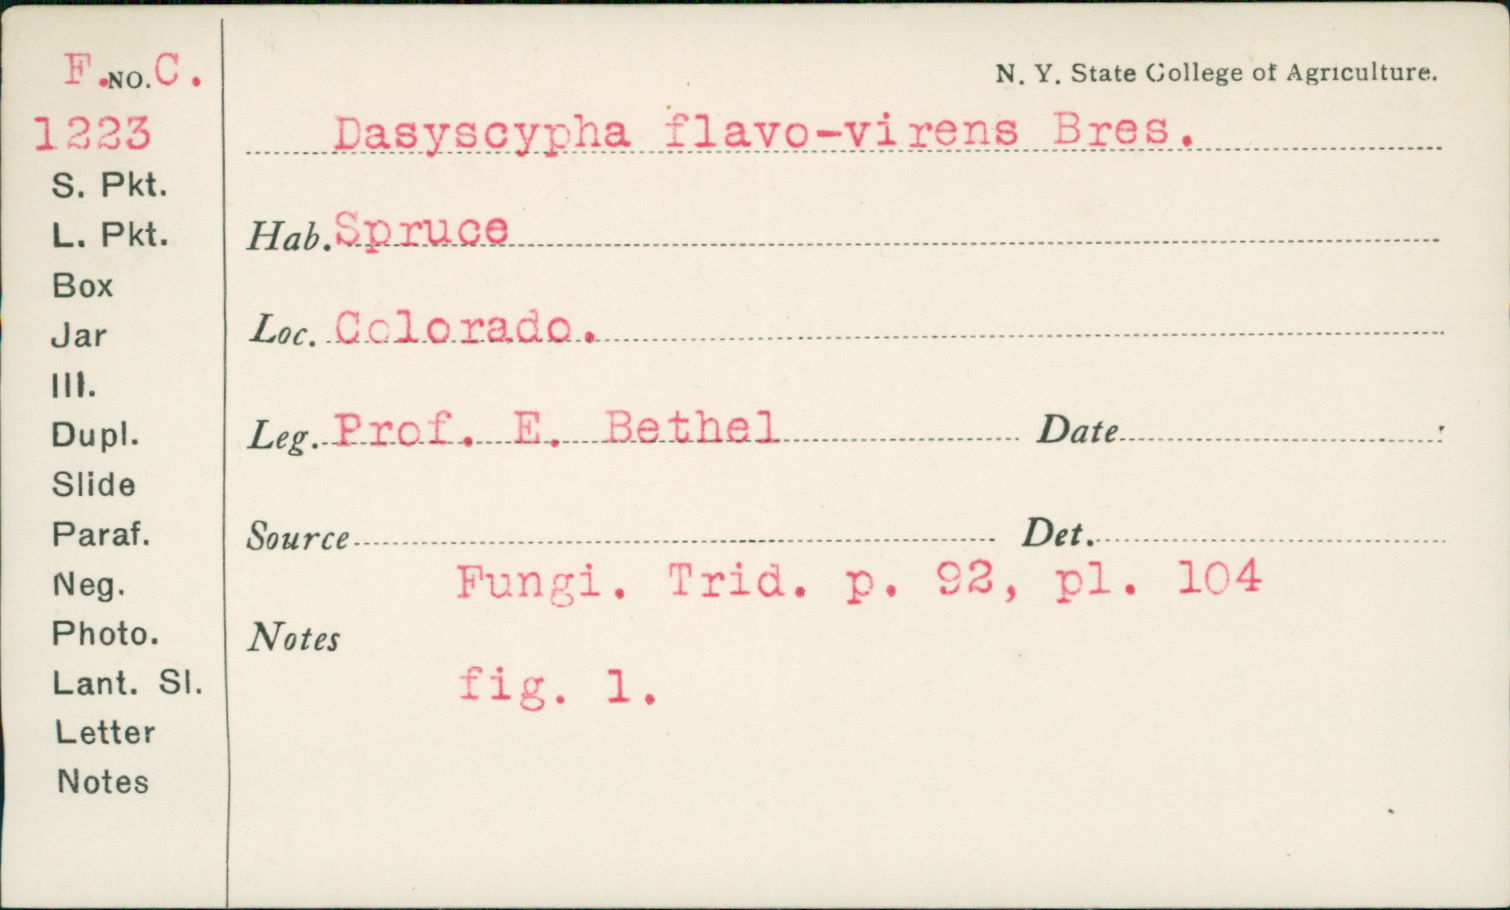 F. NO. C.
1223
S. Pkt.
L. Pkt.
Box
Jar
Ill.
Dupl.
Slide
Paraf.
Neg.
Photo.
Lant. Sl.
Letter
Notes
N. Y. State College of Agriculture.
Dasyscypha flavo-virens Bres.
Hab. Spruce
Loc. Colorado.
Leg. Prof. E. Bethel Date
Source Det.
Fungi. Trid. p. 92, pl. 104
Notes
fig. 1.